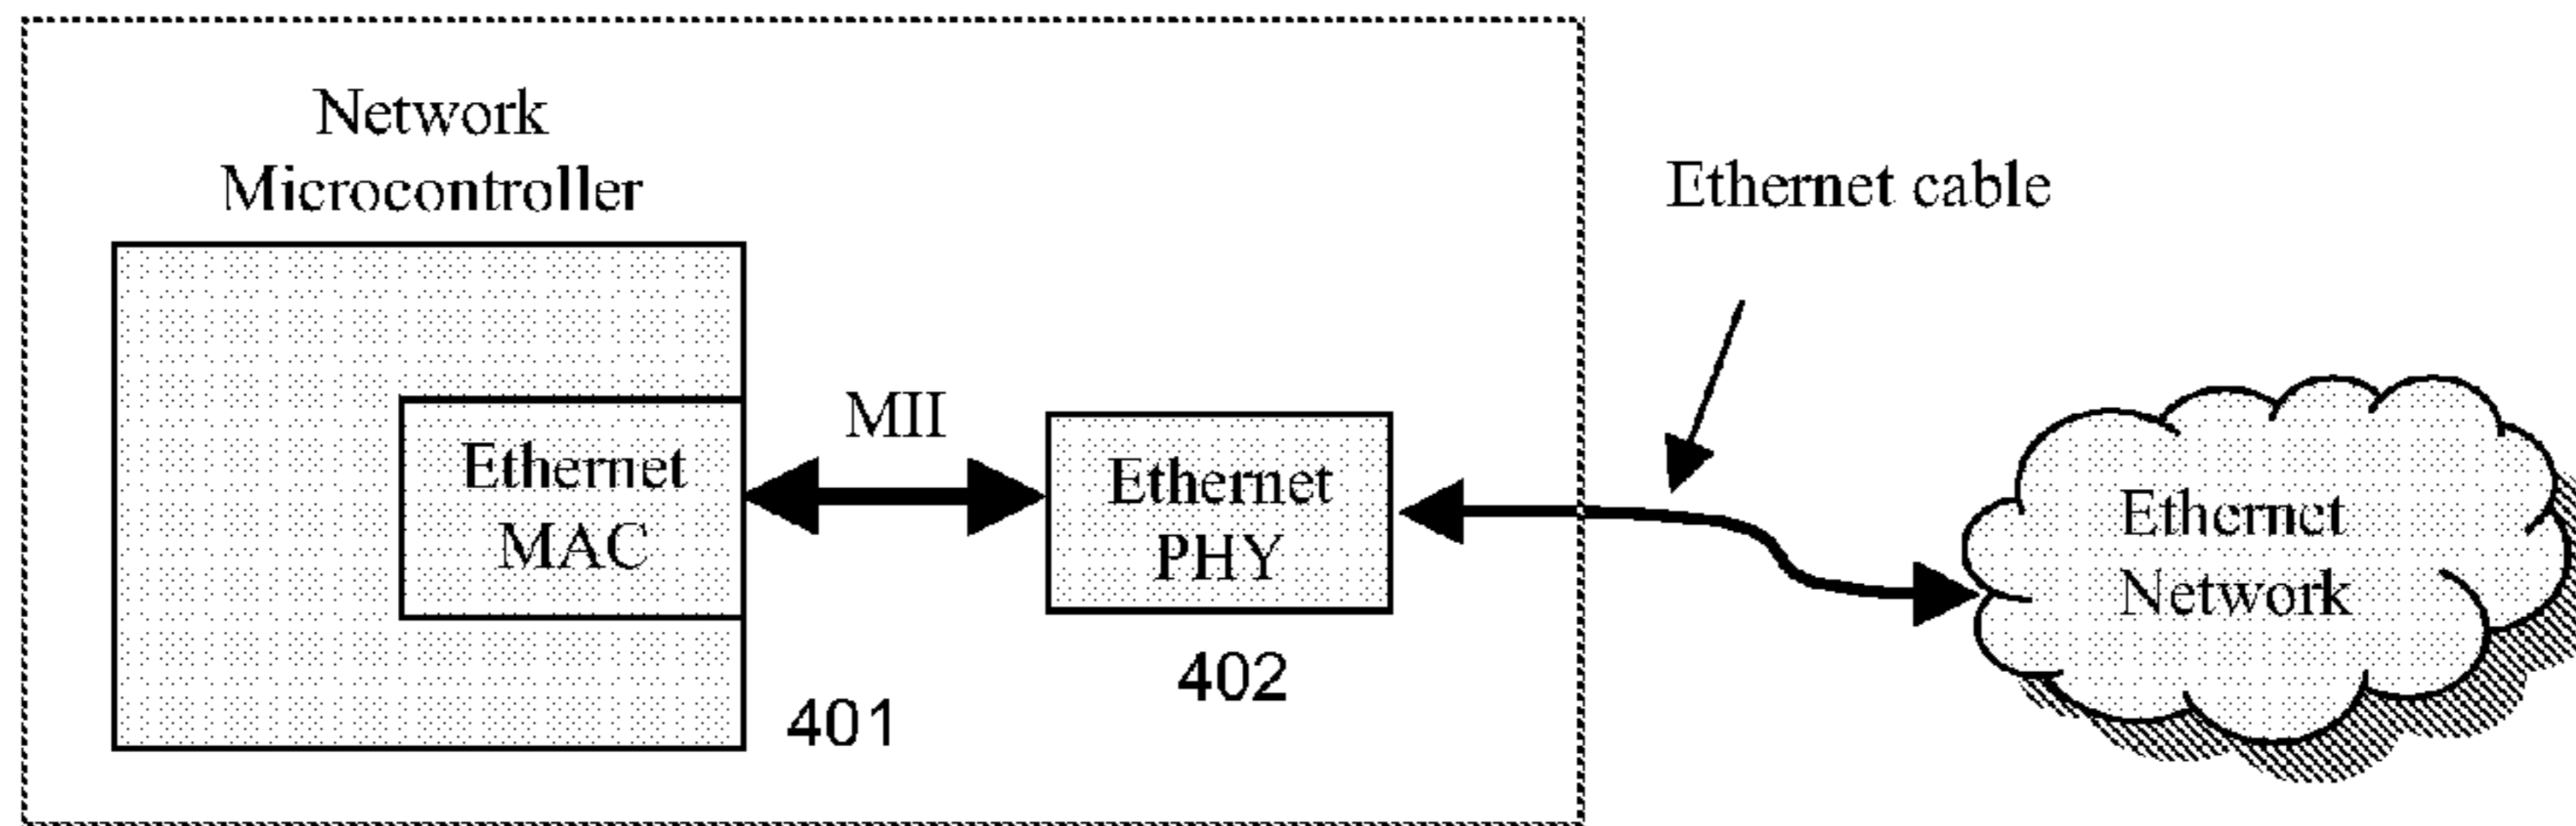 Network
Microcontroller
Ethernet cable
MII
Ethernet
MAC
Ethernet
PHY
Ethernet
Network
401
402